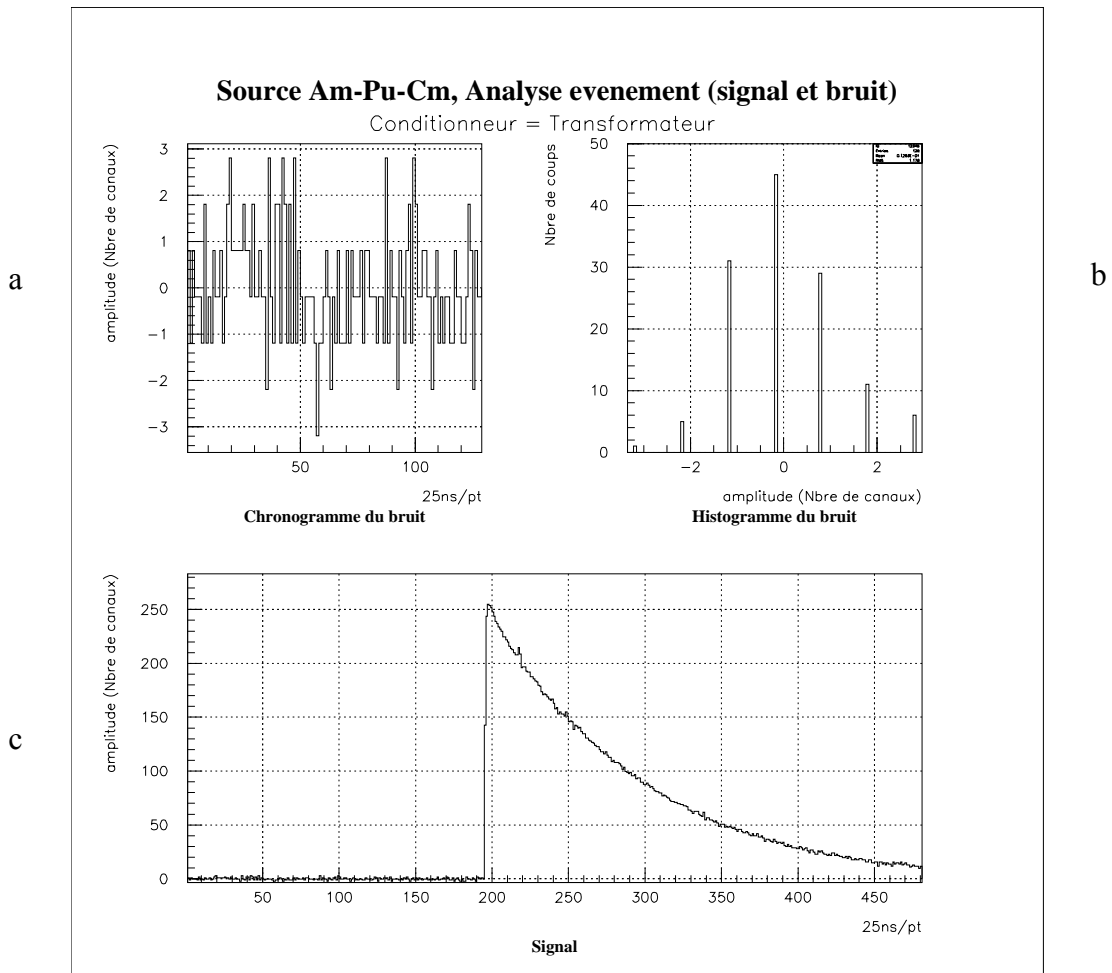 Source Am-Pu-Cm, Analyse evenement (signal et bruit)
Conditionneur = Transformateur
a
amplitude (Nbre de canaux)
3
2
1
0
−1
−2
−3
50
100
25ns/pt
Chronogramme du bruit
b
Nbre de coups
50
40
30
20
10
0
−2
0
2
amplitude (Nbre de canaux)
Histogramme du bruit
c
amplitude (Nbre de canaux)
250
200
150
100
50
0
50
100
150
200
250
300
350
400
450
25ns/pt
Signal